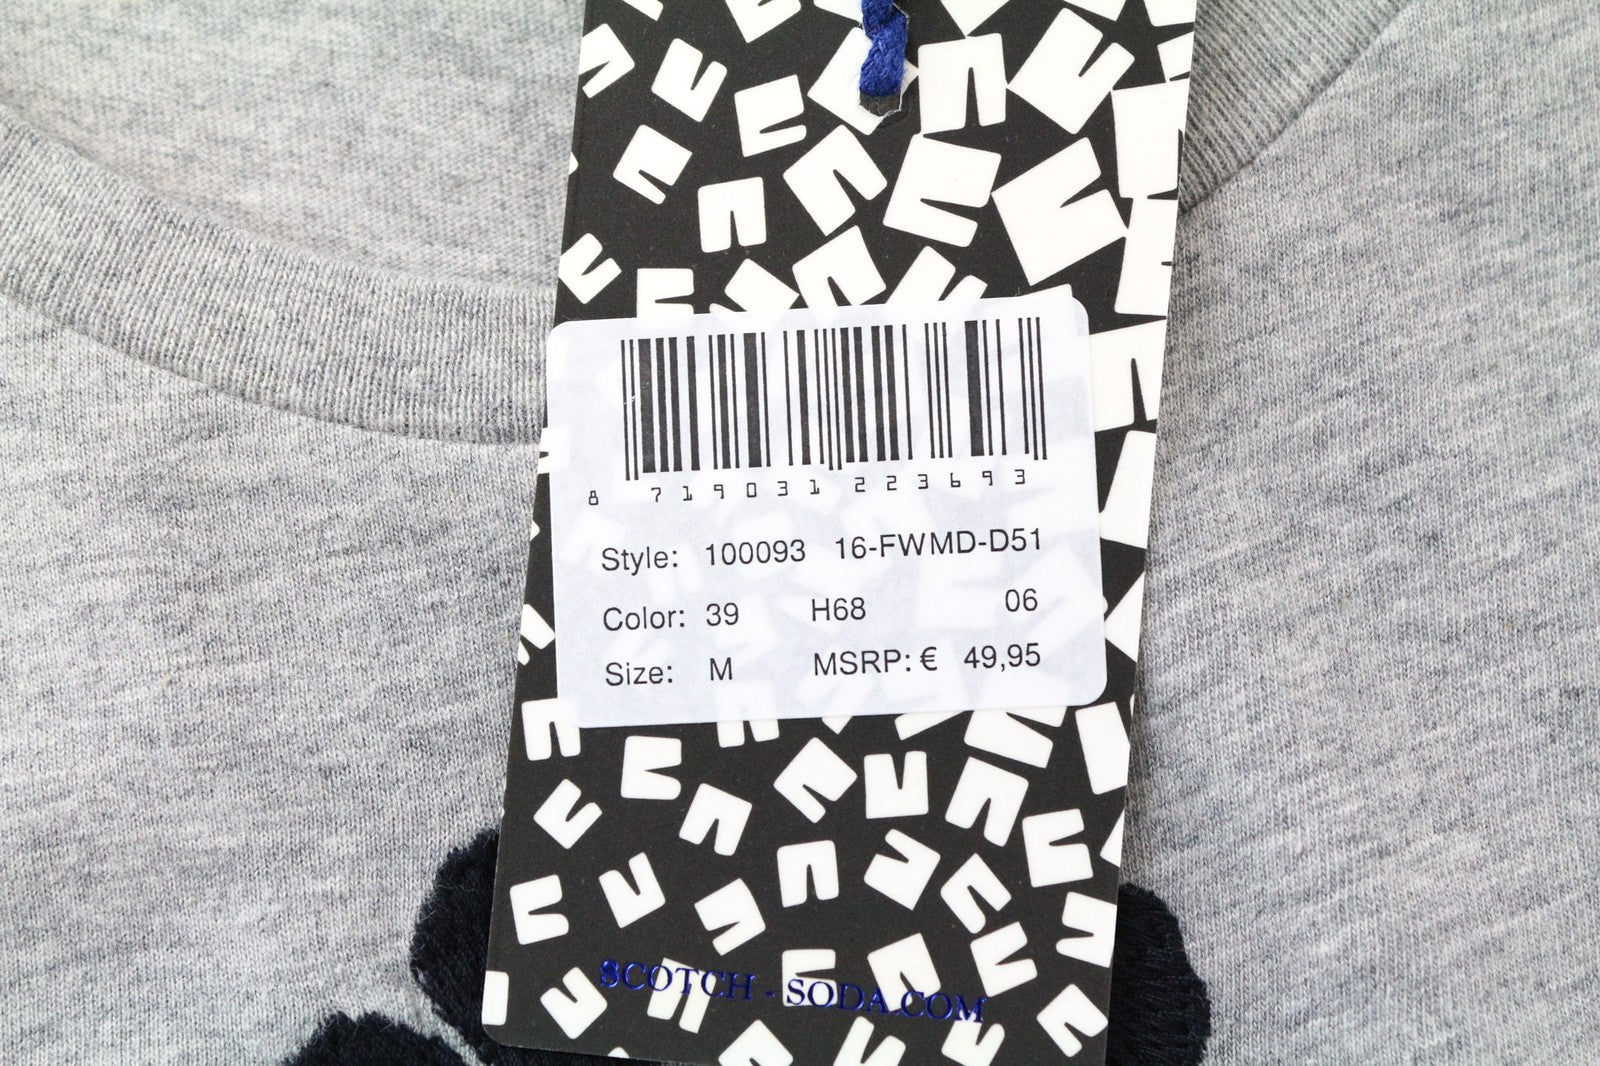 8 719031 223693
Style: 100093 16-FWMD-D51
Color: 39 H68 06
Size: M MSRP: € 49,95
SCOTCH - SODA.COM